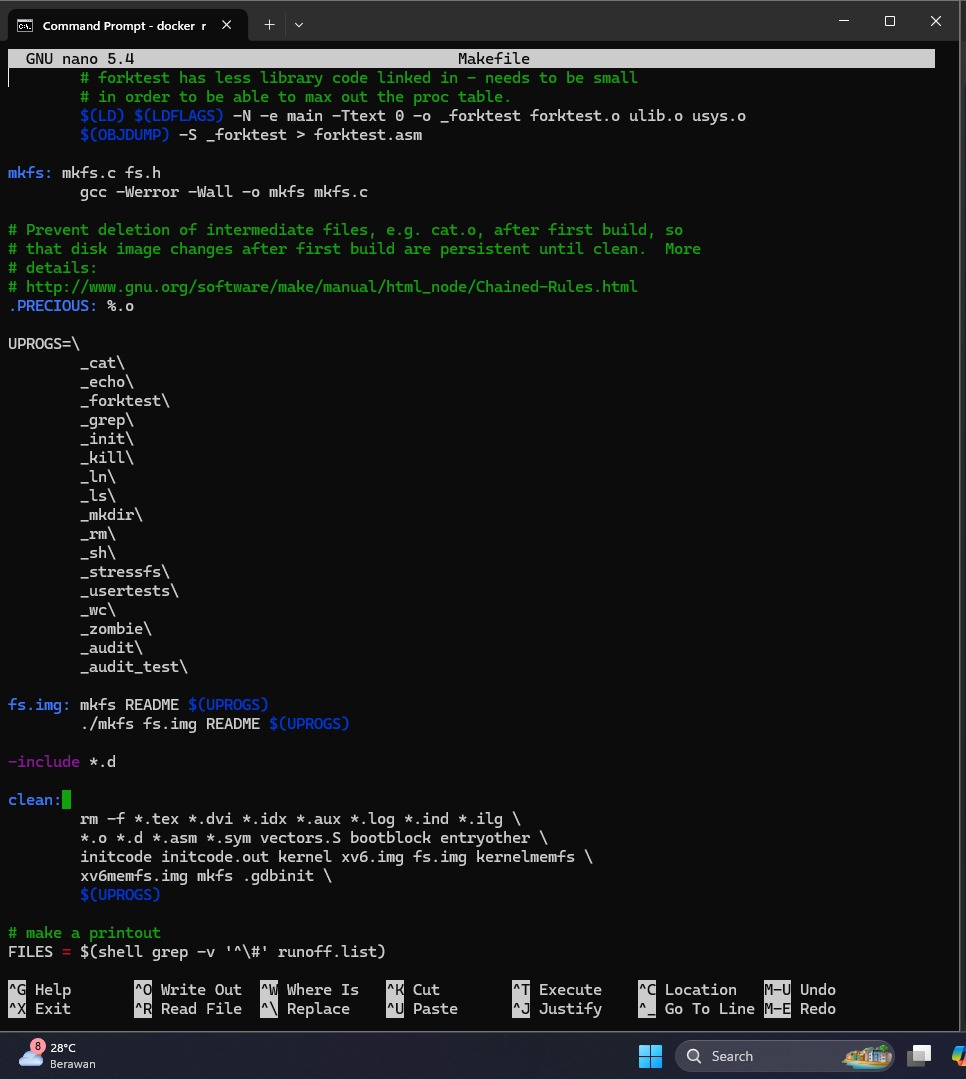 Command Prompt - docker r
GNU nano 5.4 Makefile
# forktest has less library code linked in - needs to be small
# in order to be able to max out the proc table.
$(LD) $(LDFLAGS) -N -e main -Ttext 0 -o _forktest forktest.o ulib.o usys.o
$(OBJDUMP) -S _forktest > forktest.asm
mkfs: mkfs.c fs.h
gcc -Werror -Wall -o mkfs mkfs.c
# Prevent deletion of intermediate files, e.g. cat.o, after first build, so
# that disk image changes after first build are persistent until clean.  More
# details:
# http://www.gnu.org/software/make/manual/html_node/Chained-Rules.html
.PRECIOUS: %.o
UPROGS=\
_cat\
_echo\
_forktest\
_grep\
_init\
_kill\
_ln\
_ls\
_mkdir\
_rm\
_sh\
_stressfs\
_usertests\
_wc\
_zombie\
_audit\
_audit_test\
fs.img: mkfs README $(UPROGS)
./mkfs fs.img README $(UPROGS)
-include *.d
clean:
rm -f *.tex *.dvi *.idx *.aux *.log *.ind *.ilg \
*.o *.d *.asm *.sym vectors.S bootblock entryother \
initcode initcode.out kernel xv6.img fs.img kernelmemfs \
xv6memfs.img mkfs .gdbinit \
$(UPROGS)
# make a printout
FILES = $(shell grep -v '^\#' runoff.list)
^G Help ^O Write Out ^W Where Is ^K Cut ^T Execute ^C Location M-U Undo
^X Exit ^R Read File ^\ Replace ^U Paste ^J Justify ^_ Go To Line M-E Redo
8
28°C
Berawan
Search